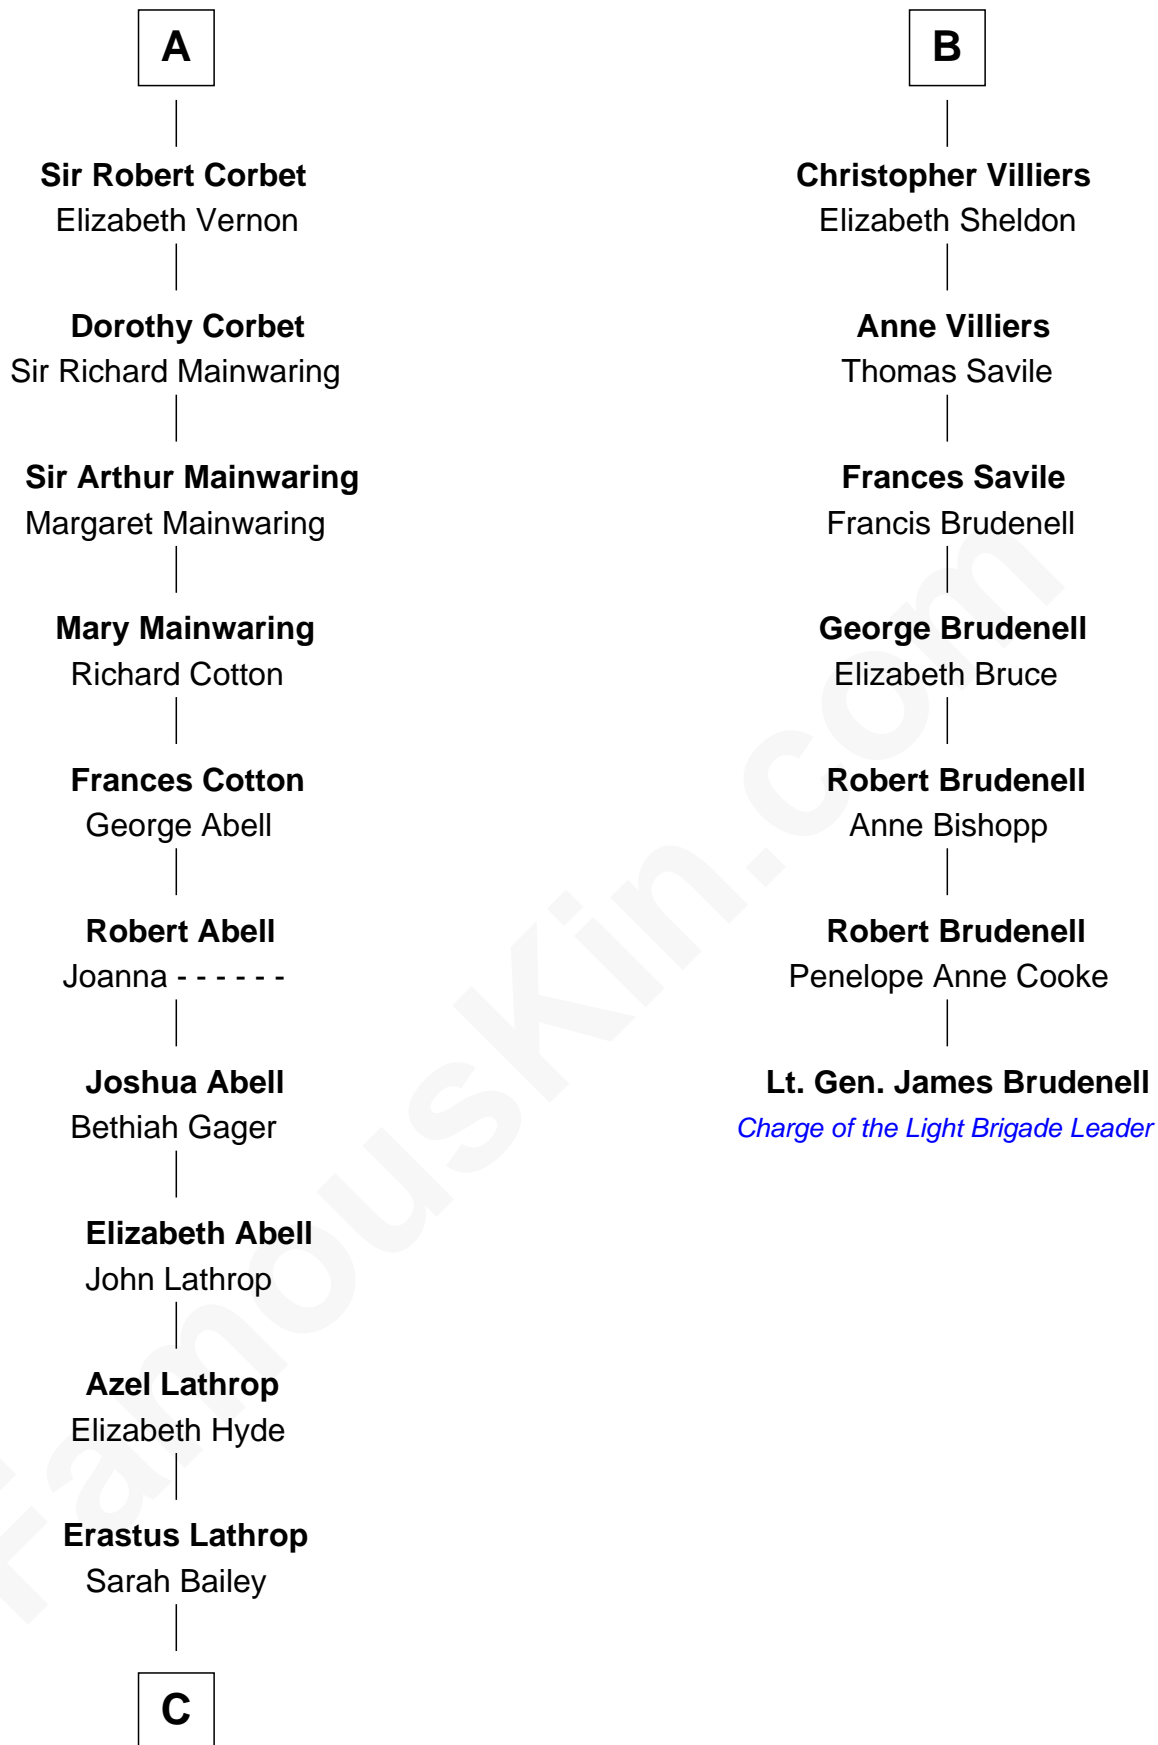 A
Sir Robert Corbet
Elizabeth Vernon
Dorothy Corbet
Sir Richard Mainwaring
Sir Arthur Mainwaring
Margaret Mainwaring
Mary Mainwaring
Richard Cotton
Frances Cotton
George Abell
Robert Abell
Joanna - - - - - -
Joshua Abell
Bethiah Gager
Elizabeth Abell
John Lathrop
Azel Lathrop
Elizabeth Hyde
Erastus Lathrop
Sarah Bailey
C
B
Christopher Villiers
Elizabeth Sheldon
Anne Villiers
Thomas Savile
Frances Savile
Francis Brudenell
George Brudenell
Elizabeth Bruce
Robert Brudenell
Anne Bishopp
Robert Brudenell
Penelope Anne Cooke
Lt. Gen. James Brudenell
Charge of the Light Brigade Leader
FamousKin.com